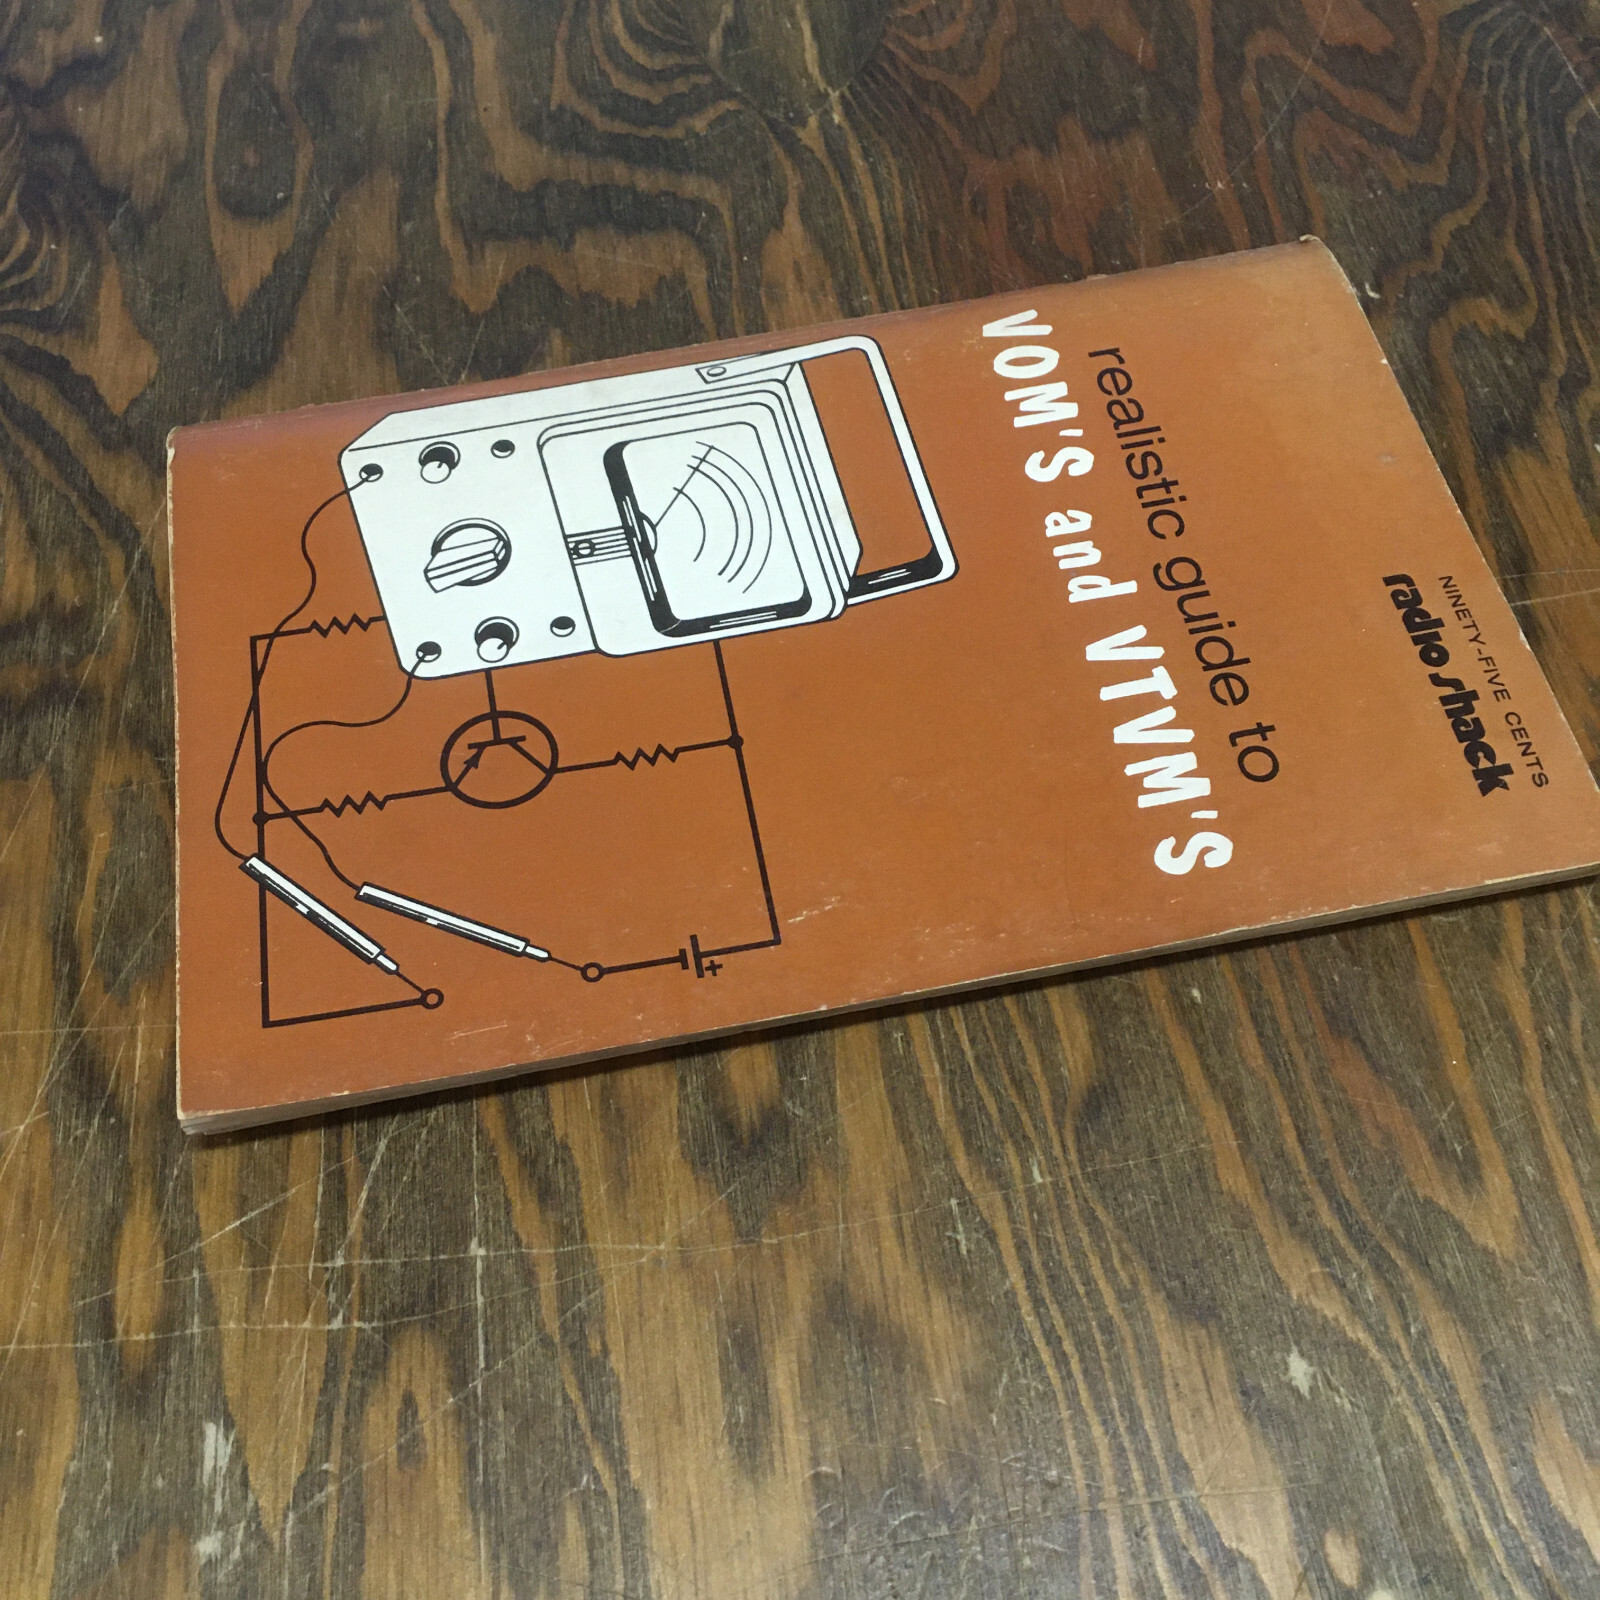 NINETY-FIVE CENTS
radio shack
realistic guide to
VOM'S and VTVM'S
+